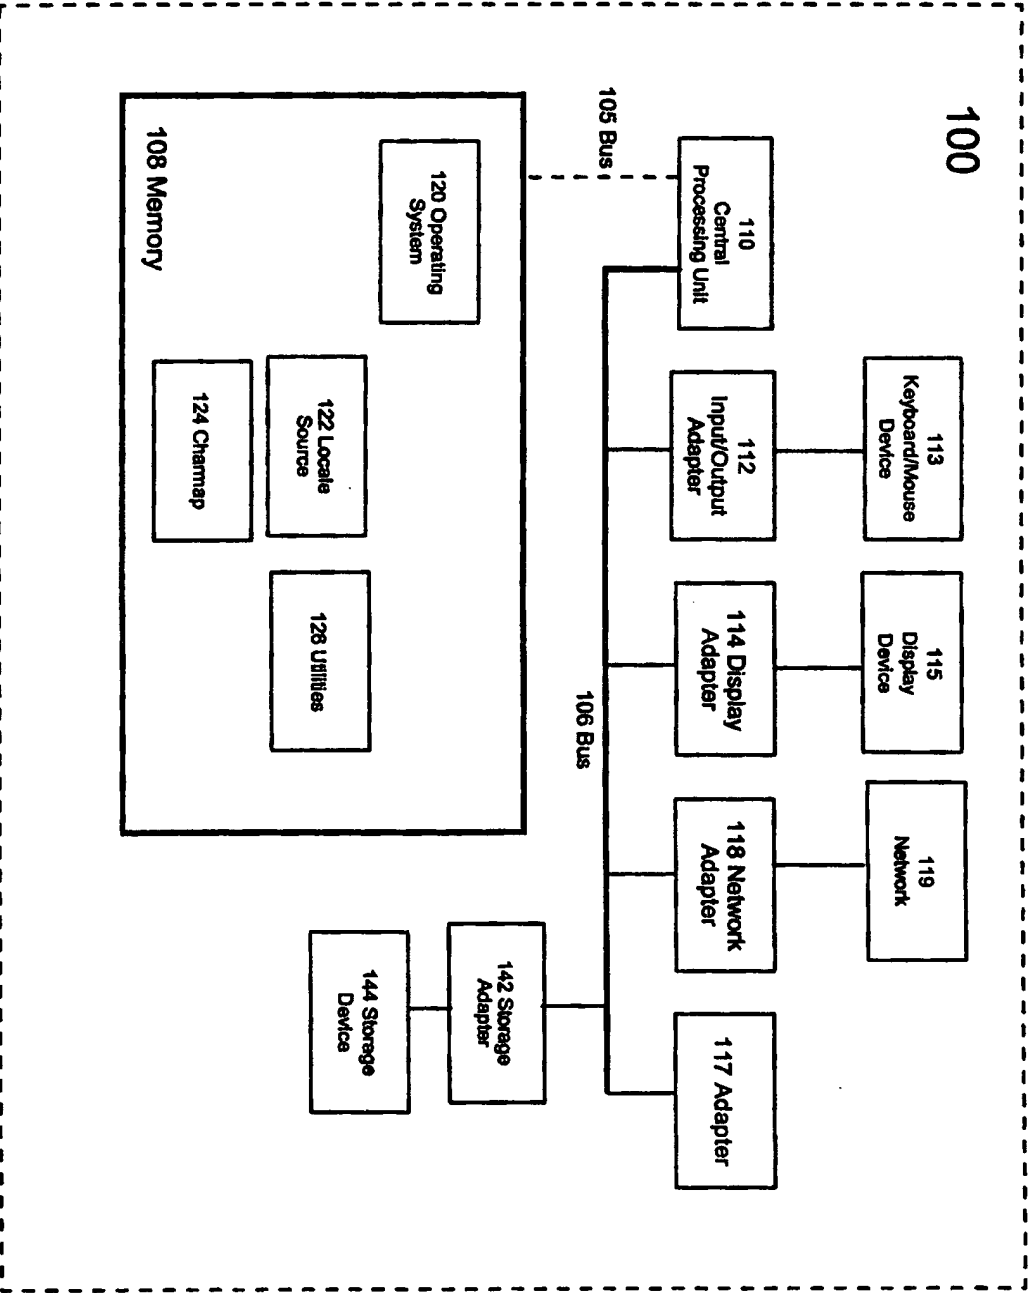 100
113
Keyboard/Mouse
Device
115
Display
Device
119
Network
110
Central
Processing Unit
112
Input/Output
Adapter
114 Display
Adapter
118 Network
Adapter
117 Adapter
105 Bus
106 Bus
120 Operating
System
122 Locale
Source
126 Utilities
124 Charmap
108 Memory
142 Storage
Adapter
144 Storage
Device